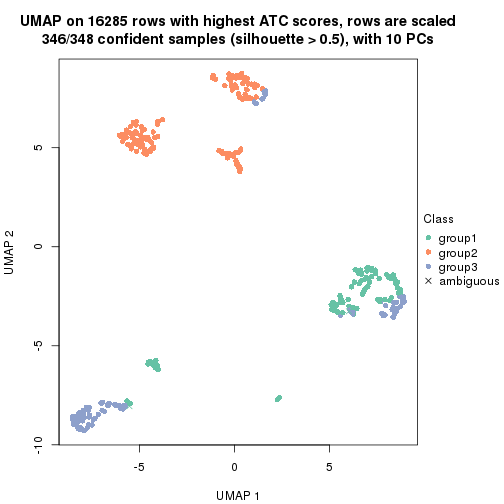 UMAP on 16285 rows with highest ATC scores, rows are scaled
346/348 confident samples (silhouette > 0.5), with 10 PCs
5
0
-5
-10
UMAP 2
-5
0
5
UMAP 1
Class
group1
group2
group3
ambiguous